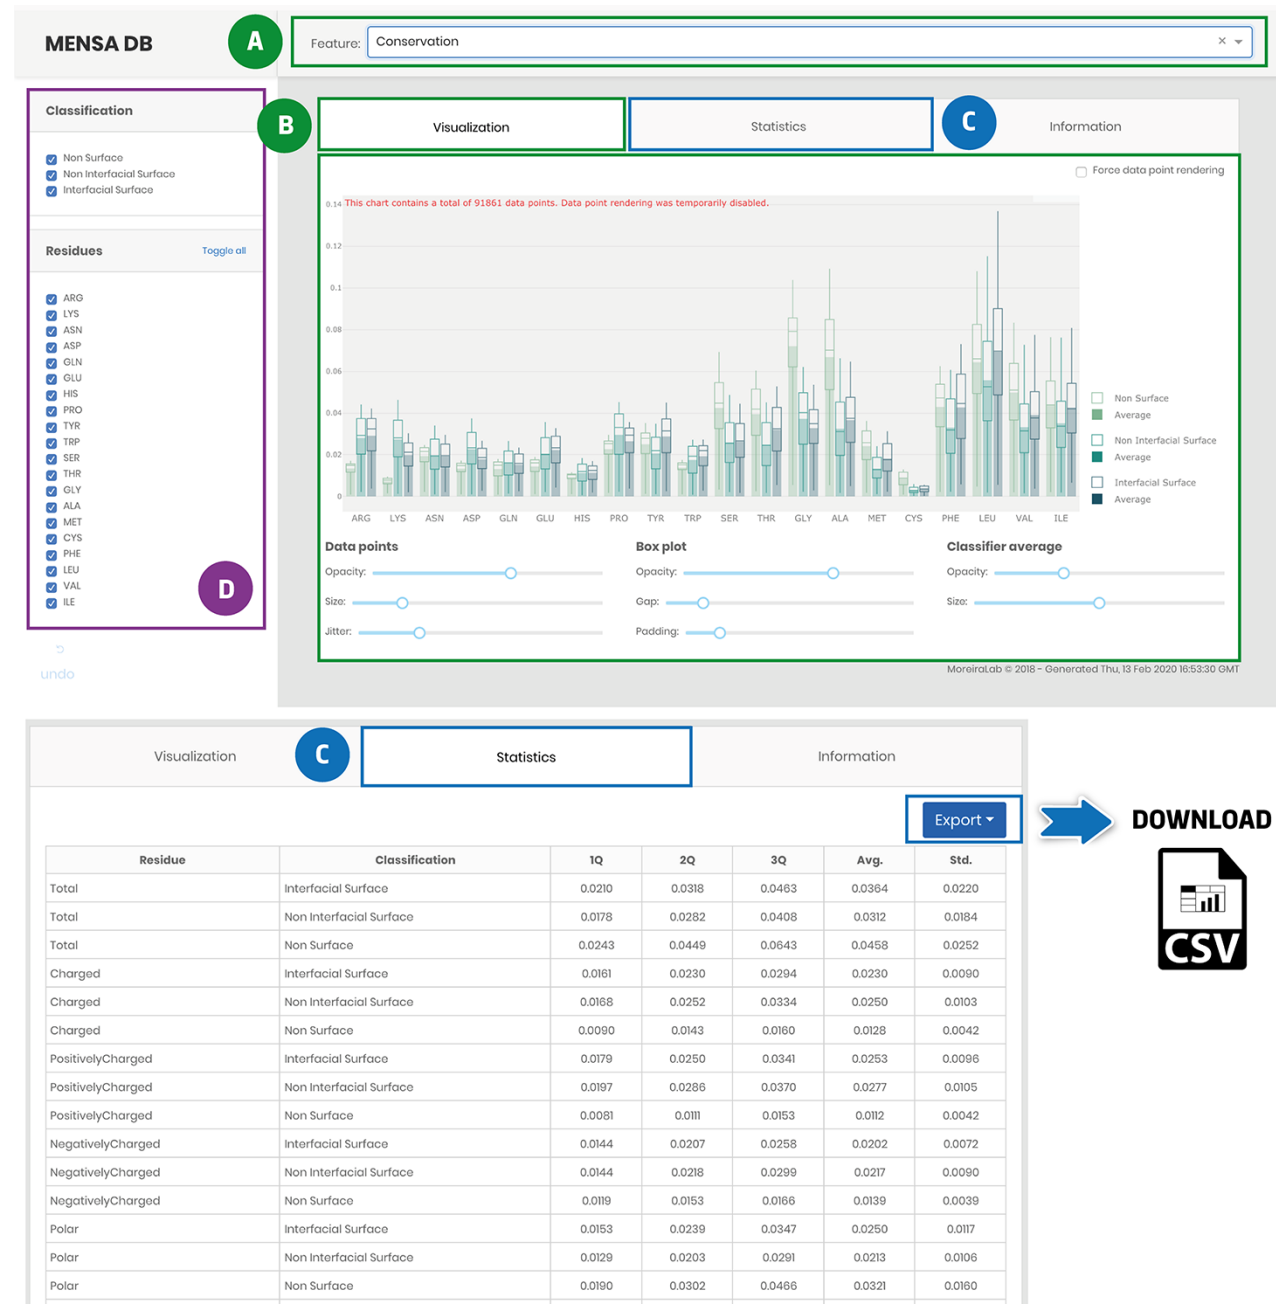 MENSA DB
A
Feature: Conservation × 
Classification
Non Surface
Non Interfacial Surface
Interfacial Surface
Residues Toggle all
ARG
LYS
ASN
ASP
GLN
GLU
HIS
PRO
TYR
TRP
SER
THR
GLY
ALA
MET
CYS
PHE
LEU
VAL
ILE
D
undo
B
Visualization Statistics C Information
Force data point rendering
This chart contains a total of 91861 data points. Data point rendering was temporarily disabled.
0.14
0.12
0.1
0.08
0.06
0.04
0.02
0
ARG LYS ASN ASP GLN GLU HIS PRO TYR TRP SER THR GLY ALA MET CYS PHE LEU VAL ILE
Non Surface
Average
Non Interfacial Surface
Average
Interfacial Surface
Average
Data points Box plot Classifier average
Opacity: Opacity: Opacity:
Size: Gap: Size:
Jitter: Padding:
MoreiraLab © 2018 - Generated Thu, 13 Feb 2020 16:53:30 GMT
Visualization C Statistics Information
Export
DOWNLOAD
CSV
Residue Classification 1Q 2Q 3Q Avg. Std.
Total Interfacial Surface 0.0210 0.0318 0.0463 0.0364 0.0220
Total Non Interfacial Surface 0.0178 0.0282 0.0408 0.0312 0.0184
Total Non Surface 0.0243 0.0449 0.0643 0.0458 0.0252
Charged Interfacial Surface 0.0161 0.0230 0.0294 0.0230 0.0090
Charged Non Interfacial Surface 0.0168 0.0252 0.0334 0.0250 0.0103
Charged Non Surface 0.0090 0.0143 0.0160 0.0128 0.0042
PositivelyCharged Interfacial Surface 0.0179 0.0250 0.0341 0.0253 0.0096
PositivelyCharged Non Interfacial Surface 0.0197 0.0286 0.0370 0.0277 0.0105
PositivelyCharged Non Surface 0.0081 0.0111 0.0153 0.0112 0.0042
NegativelyCharged Interfacial Surface 0.0144 0.0207 0.0258 0.0202 0.0072
NegativelyCharged Non Interfacial Surface 0.0144 0.0218 0.0299 0.0217 0.0090
NegativelyCharged Non Surface 0.0119 0.0153 0.0166 0.0139 0.0039
Polar Interfacial Surface 0.0153 0.0239 0.0347 0.0250 0.0117
Polar Non Interfacial Surface 0.0129 0.0203 0.0291 0.0213 0.0106
Polar Non Surface 0.0190 0.0302 0.0466 0.0321 0.0160